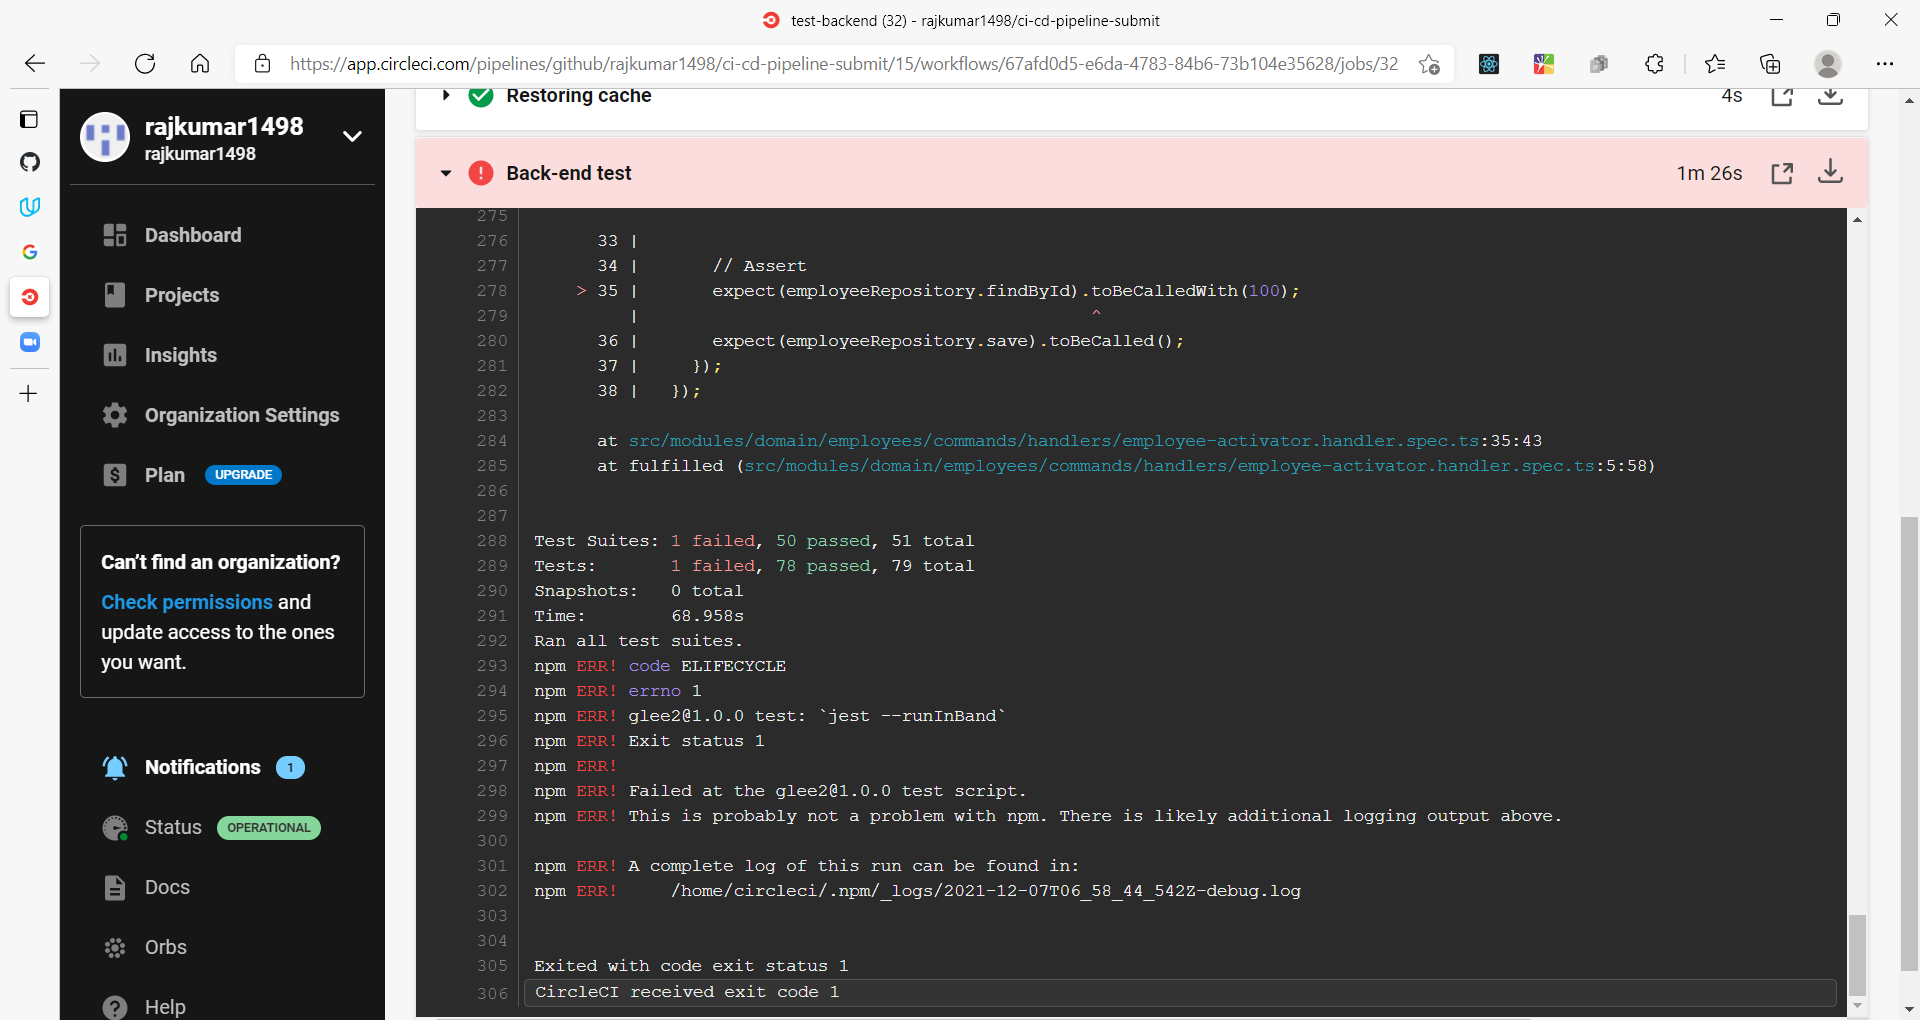 test-backend (32) - rajkumar1498/ci-cd-pipeline-submit
https://app.circleci.com/pipelines/github/rajkumar1498/ci-cd-pipeline-submit/15/workflows/67afd0d5-e6da-4783-84b6-73b104e35628/jobs/32
rajkumar1498
rajkumar1498
Dashboard
Projects
Insights
Organization Settings
Plan UPGRADE
Can't find an organization?
Check permissions and
update access to the ones
you want.
Notifications 1
Status OPERATIONAL
Docs
Orbs
Help
Restoring cache 4s
Back-end test 1m 26s
275
276 33 |
277 34 | // Assert
278 > 35 | expect(employeeRepository.findById).toBeCalledWith(100);
279 | ^
280 36 | expect(employeeRepository.save).toBeCalled();
281 37 | });
282 38 | });
283
284 at src/modules/domain/employees/commands/handlers/employee-activator.handler.spec.ts:35:43
285 at fulfilled (src/modules/domain/employees/commands/handlers/employee-activator.handler.spec.ts:5:58)
286
287
288 Test Suites: 1 failed, 50 passed, 51 total
289 Tests: 1 failed, 78 passed, 79 total
290 Snapshots: 0 total
291 Time: 68.958s
292 Ran all test suites.
293 npm ERR! code ELIFECYCLE
294 npm ERR! errno 1
295 npm ERR! glee2@1.0.0 test: `jest --runInBand`
296 npm ERR! Exit status 1
297 npm ERR!
298 npm ERR! Failed at the glee2@1.0.0 test script.
299 npm ERR! This is probably not a problem with npm. There is likely additional logging output above.
300
301 npm ERR! A complete log of this run can be found in:
302 npm ERR! /home/circleci/.npm/_logs/2021-12-07T06_58_44_542Z-debug.log
303
304
305 Exited with code exit status 1
306 CircleCI received exit code 1